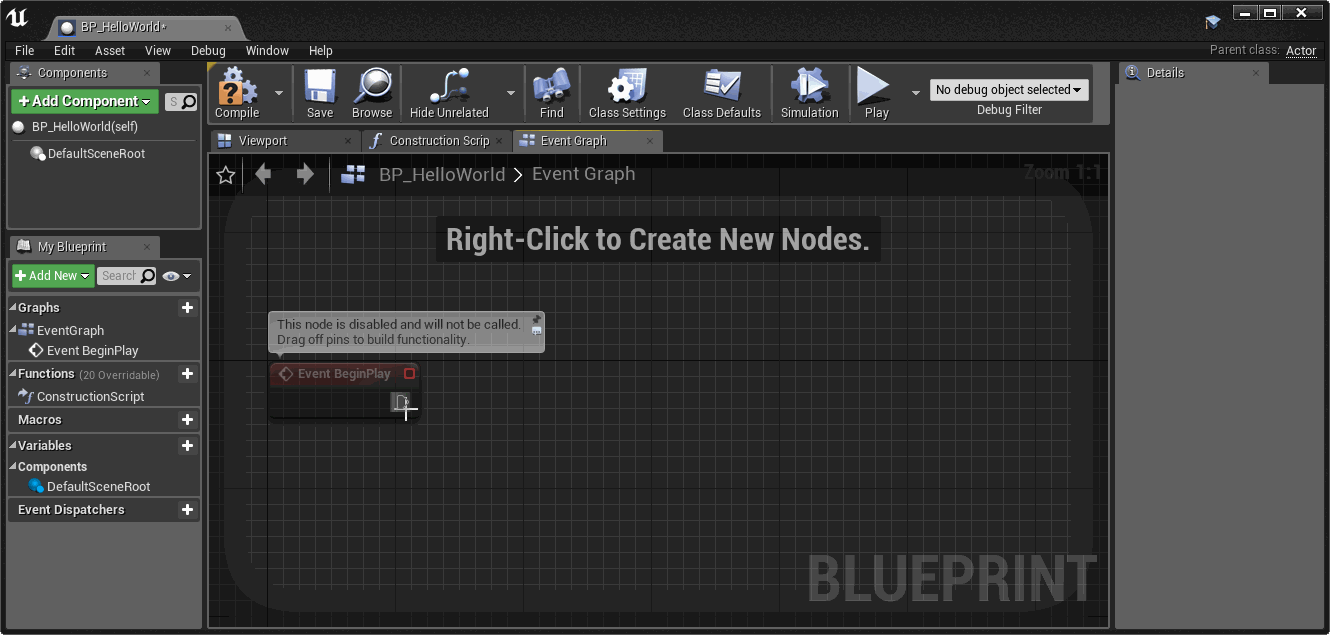 BP_HelloWorld*
File Edit Asset View Debug Window Help
Parent class: Actor
Components
+ Add Component
S
BP_HelloWorld(self)
DefaultSceneRoot
My Blueprint
+ Add New
Search
Graphs
EventGraph
Event BeginPlay
Functions (20 Overridable)
ConstructionScript
Macros
Variables
Components
DefaultSceneRoot
Event Dispatchers
Compile
Save
Browse
Hide Unrelated
Find
Class Settings
Class Defaults
Simulation
Play
No debug object selected
Debug Filter
Viewport
Construction Scrip
Event Graph
BP_HelloWorld > Event Graph
Zoom 1:1
Right-Click to Create New Nodes.
This node is disabled and will not be called.
Drag off pins to build functionality.
Event BeginPlay
BLUEPRINT
Details